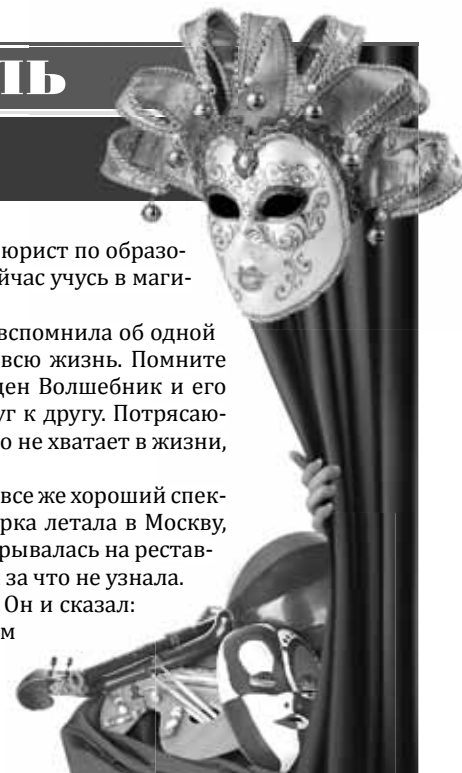 ЛЬ
юрист по образо-
йчас учусь в маги-
вспомнила об одной
всю жизнь. Помните
ден Волшебник и его
уг к другу. Потрясаю-
о не хватает в жизни,
все же хороший спек-
рка летала в Москву,
рывалась на рестав-
за что не узнала.
Он и сказал:
м